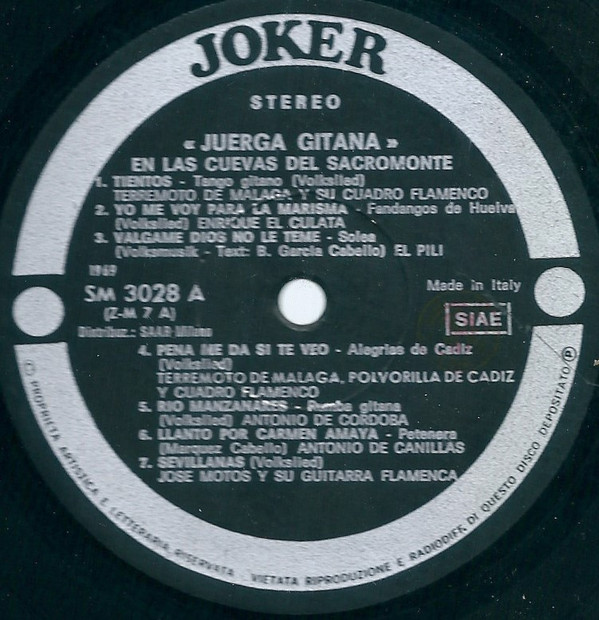 JOKER
STEREO
« JUERGA GITANA »
EN LAS CUEVAS DEL SACROMONTE
1. TIENTOS - Tango gitano (Volkslied)
TERREMOTO DE MALAGA Y SU CUADRO FLAMENCO
2. YO ME VOY PARA LA MARISMA - Fandangos de Huelva
(Volkslied) ENRIQUE EL CULATA
3. VALGAME DIOS NO LE TEME - Solea
(Volksmusik - Text: B. Garcia Cabello) EL PILI
1969
SM 3028 A
(Z-M 7 A)
Distribuz.: SAAR-Milano
Made in Italy
SIAE
4. PENA ME DA SI TE VEO - Alegrias de Cadiz
(Volkslied)
TERREMOTO DE MALAGA, POLVORILLA DE CADIZ
Y CUADRO FLAMENCO
5. RIO MANZANARES - Rumba gitana
(Volkslied) ANTONIO DE CORDOBA
6. LLANTO POR CARMEN AMAYA - Petenera
(Marquez Cabello) ANTONIO DE CANILLAS
7. SEVILLANAS (Volkslied)
JOSE MOTOS Y SU GUITARRA FLAMENCA
PROPRIETA ARTISTICA E LETTERARIA RISERVATA - VIETATA RIPRODUZIONE E RADIODIFF. DI QUESTO DISCO DEPOSITATO Ⓟ